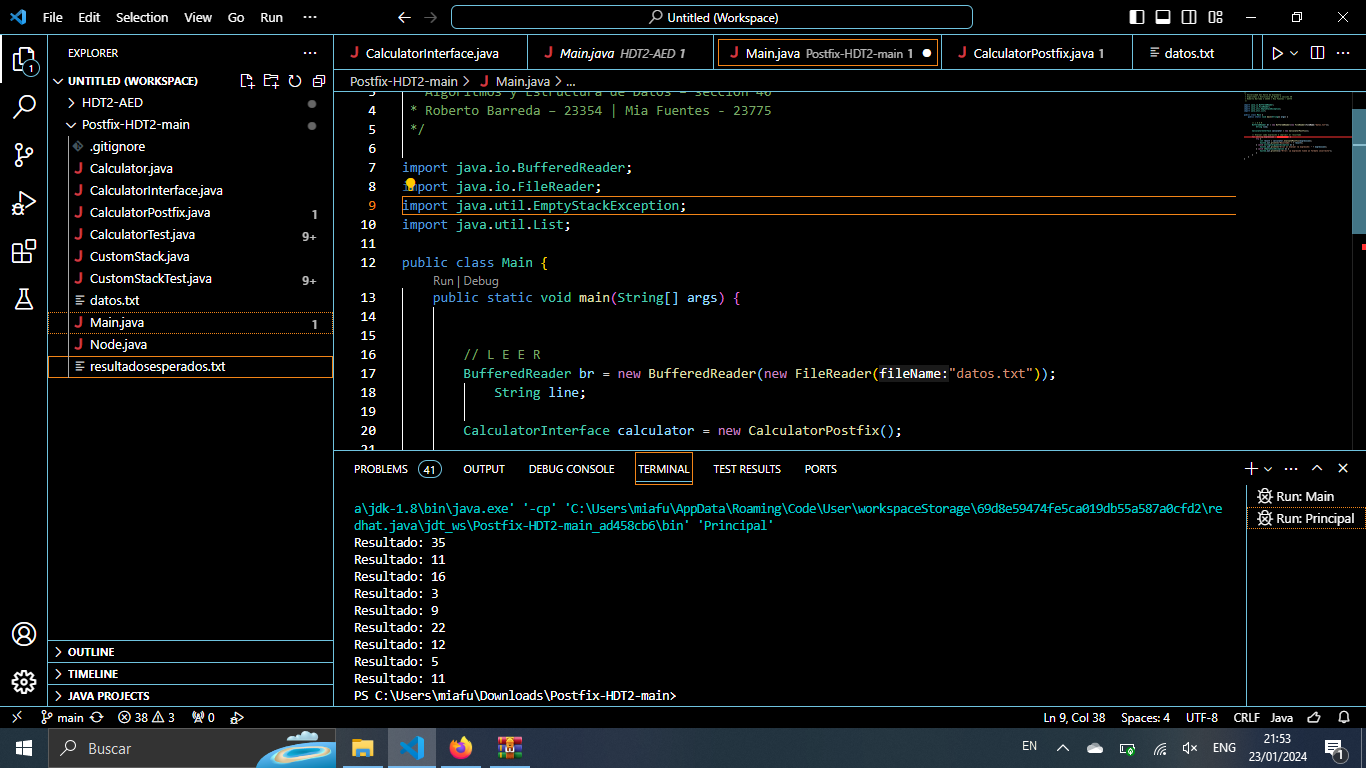 File Edit Selection View Go Run ···
Untitled (Workspace)
EXPLORER ···
UNTITLED (WORKSPACE)
HDT2-AED
Postfix-HDT2-main
.gitignore
Calculator.java
CalculatorInterface.java
CalculatorPostfix.java 1
CalculatorTest.java 9+
CustomStack.java
CustomStackTest.java 9+
datos.txt
Main.java 1
Node.java
resultadosesperados.txt
OUTLINE
TIMELINE
JAVA PROJECTS
1
CalculatorInterface.java
Main.java HDT2-AED 1
Main.java Postfix-HDT2-main 1
CalculatorPostfix.java 1
datos.txt
Postfix-HDT2-main > Main.java > ...
3 * Algoritmos y Estructura de Datos - sección 40
4 * Roberto Barreda - 23354 | Mia Fuentes - 23775
5 */
6
7 import java.io.BufferedReader;
8 import java.io.FileReader;
9 import java.util.EmptyStackException;
10 import java.util.List;
11
12 public class Main {
Run | Debug
13 public static void main(String[] args) {
14
15
16 // L E E R
17 BufferedReader br = new BufferedReader(new FileReader(fileName:"datos.txt"));
18 String line;
19
20 CalculatorInterface calculator = new CalculatorPostfix();
21
PROBLEMS 41 OUTPUT DEBUG CONSOLE TERMINAL TEST RESULTS PORTS
a\jdk-1.8\bin\java.exe' '-cp' 'C:\Users\miafu\AppData\Roaming\Code\User\workspaceStorage\69d8e59474fe5ca019db55a587a0cfd2\re
dhat.java\jdt_ws\Postfix-HDT2-main_ad458cb6\bin' 'Principal'
Resultado: 35
Resultado: 11
Resultado: 16
Resultado: 3
Resultado: 9
Resultado: 22
Resultado: 12
Resultado: 5
Resultado: 11
PS C:\Users\miafu\Downloads\Postfix-HDT2-main>
Run: Main
Run: Principal
main 38 3 0
Ln 9, Col 38 Spaces: 4 UTF-8 CRLF Java
Buscar
EN ENG
21:53
23/01/2024
1